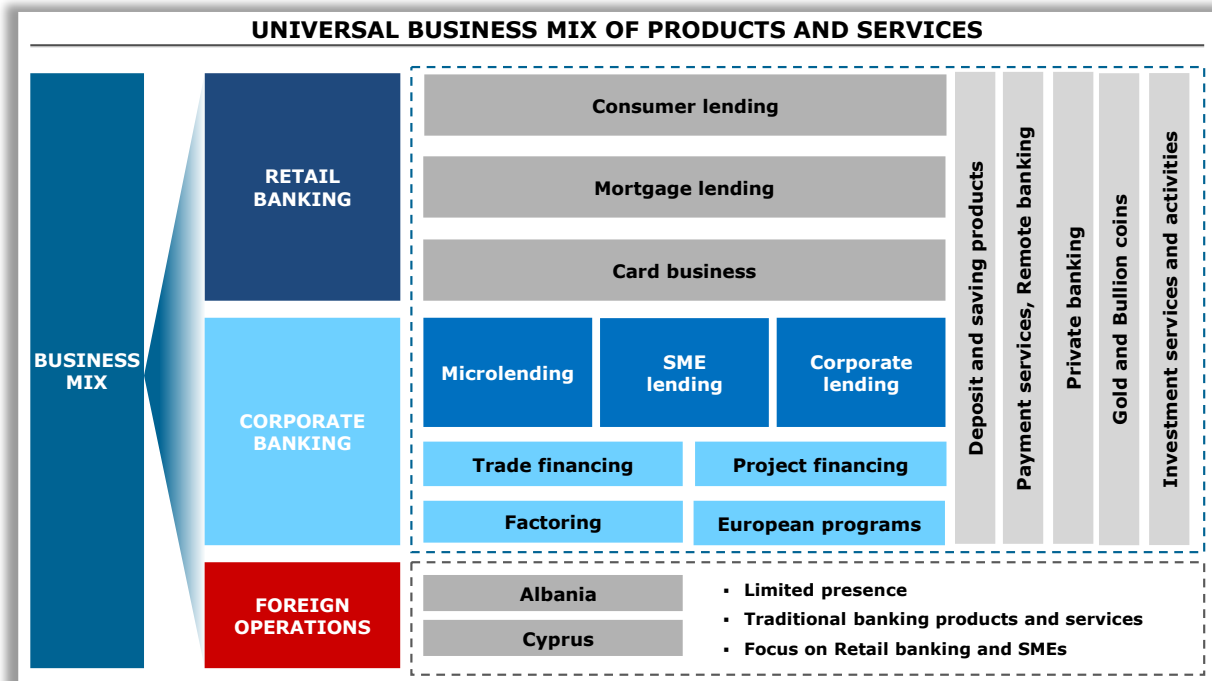 UNIVERSAL BUSINESS MIX OF PRODUCTS AND SERVICES
BUSINESS
MIX
RETAIL
BANKING
Consumer lending
Mortgage lending
Card business
CORPORATE
BANKING
Microlending
SME
lending
Corporate
lending
Trade financing
Project financing
Factoring
European programs
Deposit and saving products
Payment services, Remote banking
Private banking
Gold and Bullion coins
Investment services and activities
FOREIGN
OPERATIONS
Albania
Cyprus
▪ Limited presence
▪ Traditional banking products and services
▪ Focus on Retail banking and SMEs